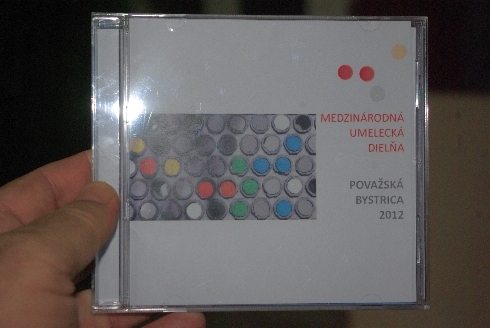 MEDZINÁRODNÁ
UMELECKÁ
DIELŇA
POVAŽSKÁ
BYSTRICA
2012